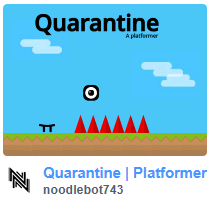 Quarantine
A platformer
Quarantine | Platformer
noodlebot743